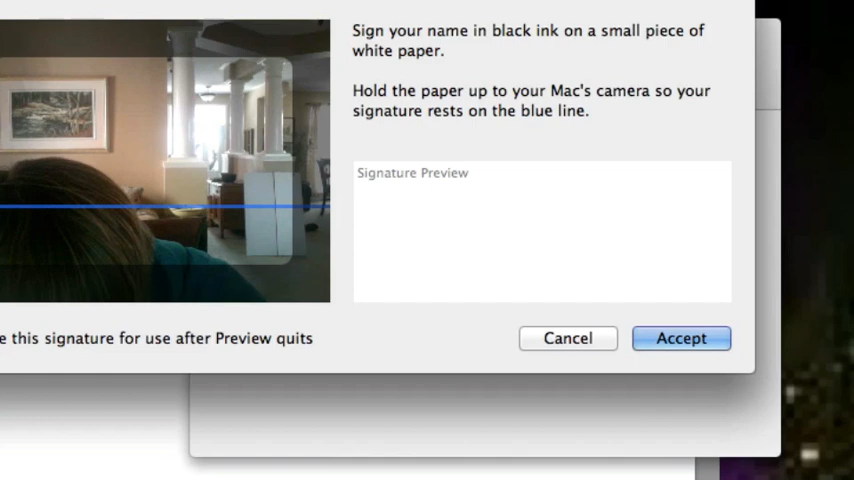 Sign your name in black ink on a small piece of
white paper.
Hold the paper up to your Mac's camera so your
signature rests on the blue line.
Signature Preview
this signature for use after Preview quits
Cancel
Accept